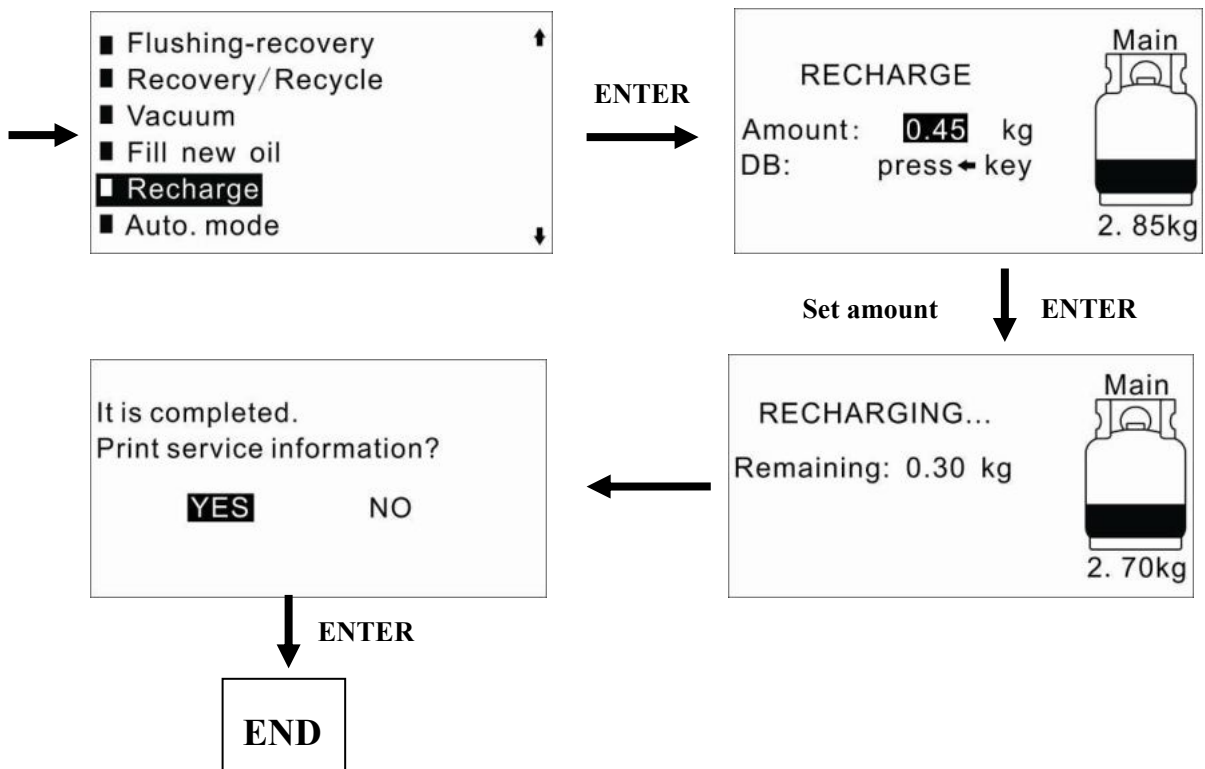 Flushing-recovery
Recovery/Recycle
Vacuum
Fill new oil
Recharge
Auto. mode
ENTER
Main
RECHARGE
Amount: 0.45 kg
DB: press ← key
2. 85kg
Set amount ENTER
Main
RECHARGING...
Remaining: 0.30 kg
2. 70kg
It is completed.
Print service information?
YES NO
ENTER
END